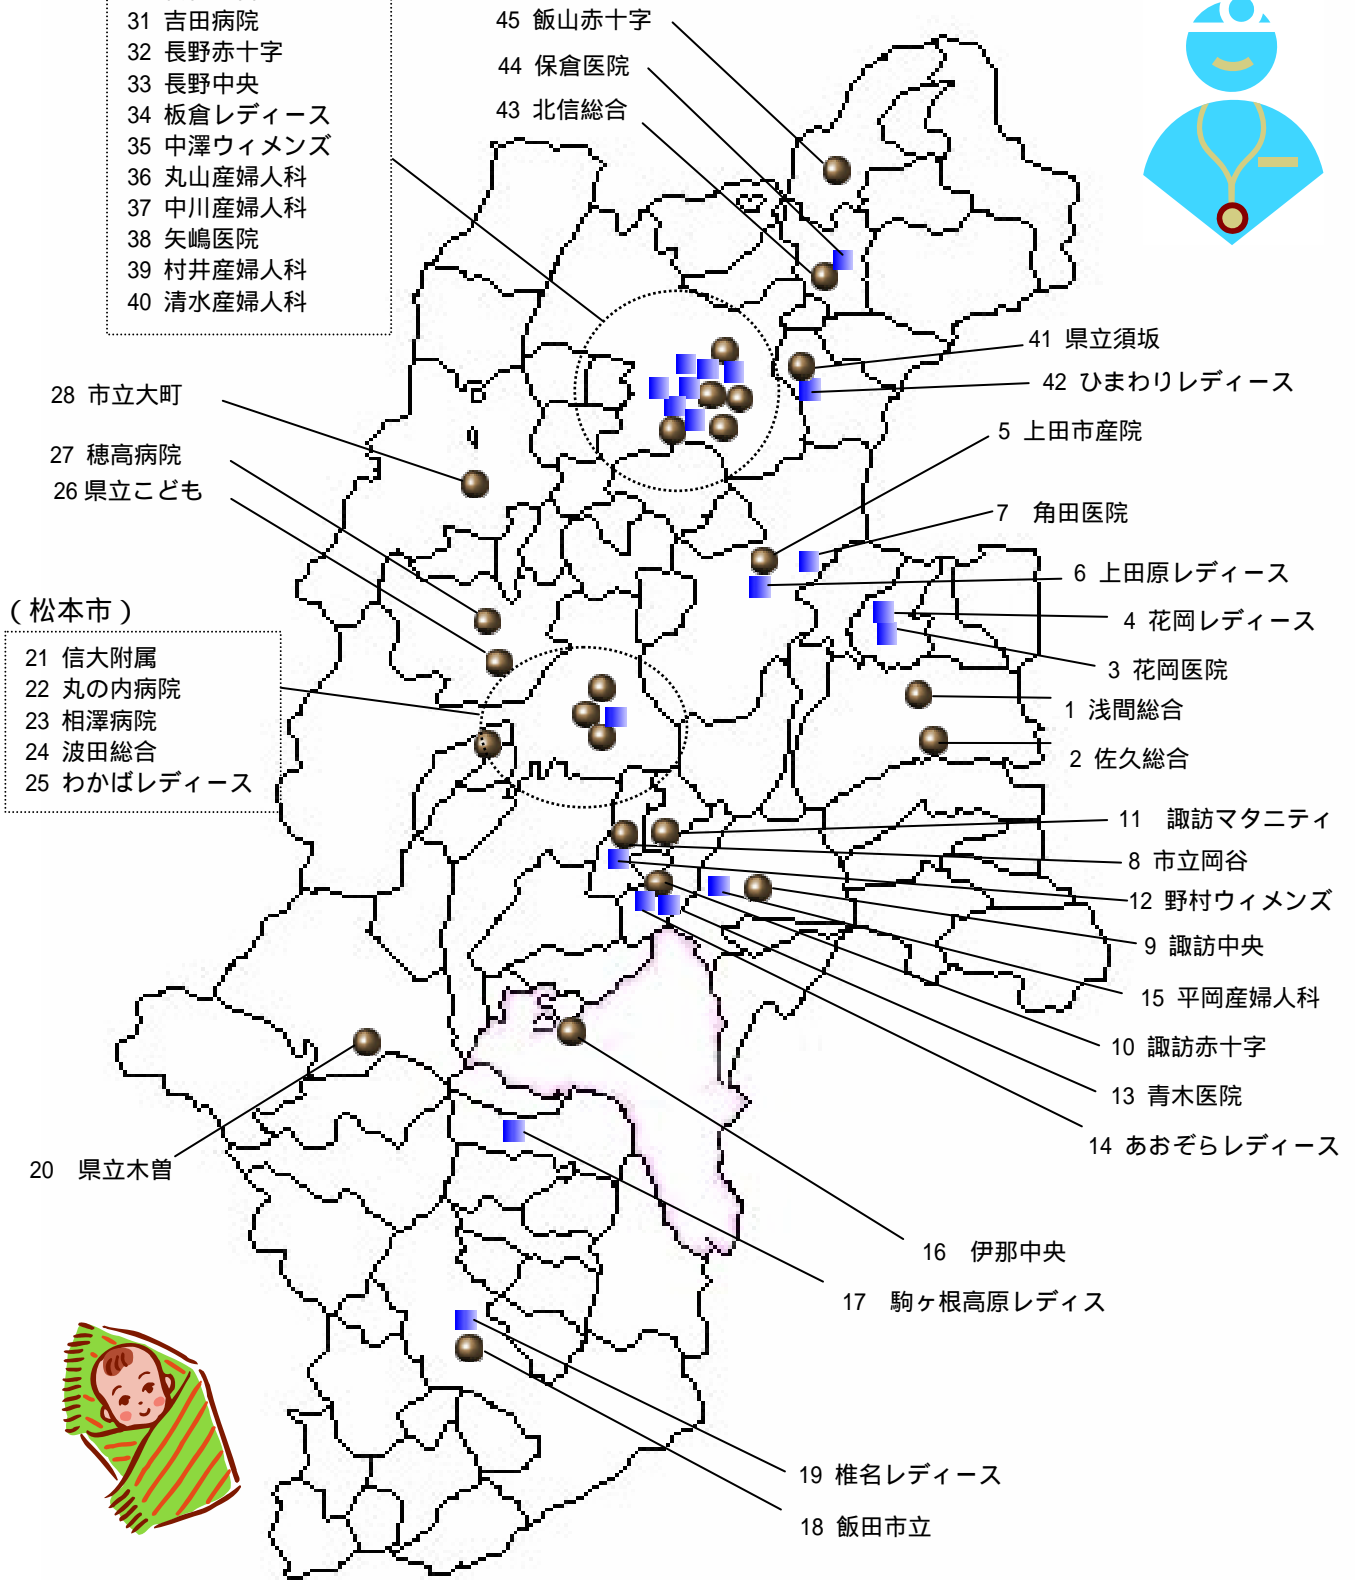 31 吉田病院
32 長野赤十字
33 長野中央
34 板倉レディース
35 中澤ウィメンズ
36 丸山産婦人科
37 中川産婦人科
38 矢嶋医院
39 村井産婦人科
40 清水産婦人科
45 飯山赤十字
44 保倉医院
43 北信総合
41 県立須坂
42 ひまわりレディース
28 市立大町
27 穂高病院
26 県立こども
5 上田市産院
7 角田医院
6 上田原レディース
4 花岡レディース
3 花岡医院
1 浅間総合
2 佐久総合
(松本市)
21 信大附属
22 丸の内病院
23 相澤病院
24 波田総合
25 わかばレディース
11 諏訪マタニティ
8 市立岡谷
12 野村ウィメンズ
9 諏訪中央
15 平岡産婦人科
10 諏訪赤十字
13 青木医院
14 あおぞらレディース
20 県立木曽
16 伊那中央
17 駒ヶ根高原レディス
19 椎名レディース
18 飯田市立